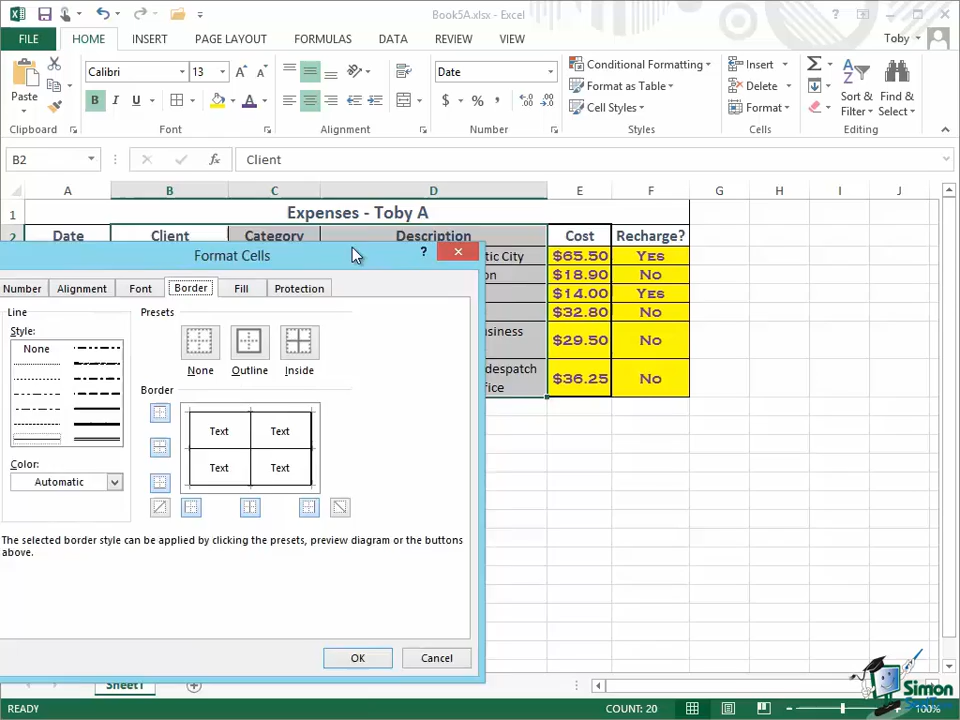 Book5A.xlsx - Excel
FILE HOME INSERT PAGE LAYOUT FORMULAS DATA REVIEW VIEW Toby
Paste
Calibri 13
B I U A
Date
$ % ,
Conditional Formatting
Format as Table
Cell Styles
Insert
Delete
Format
Sort & Filter
Find & Select
Clipboard Font Alignment Number Styles Cells Editing
B2 fx Client
A B C D E F G H I J
1 Expenses - Toby A
2 Date Client Category Description Cost Recharge?
tic City $65.50 Yes
on $18.90 No
$14.00 Yes
$32.80 No
usiness $29.50 No
despatch
fice $36.25 No
Format Cells ?
Number Alignment Font Border Fill Protection
Line
Style:
None
Color:
Automatic
Presets
None Outline Inside
Border
Text Text
Text Text
The selected border style can be applied by clicking the presets, preview diagram or the buttons
above.
OK Cancel
Sheet1
READY COUNT: 20 100%
Simon